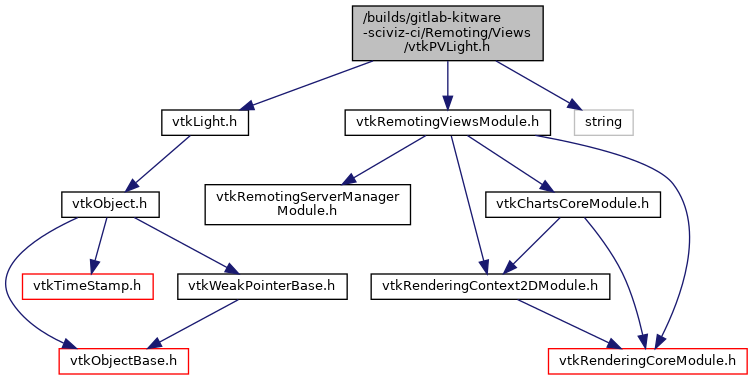 /builds/gitlab-kitware
-sciviz-ci/Remoting/Views
/vtkPVLight.h
vtkLight.h
vtkRemotingViewsModule.h
string
vtkObject.h
vtkRemotingServerManager
Module.h
vtkChartsCoreModule.h
vtkTimeStamp.h
vtkWeakPointerBase.h
vtkRenderingContext2DModule.h
vtkObjectBase.h
vtkRenderingCoreModule.h